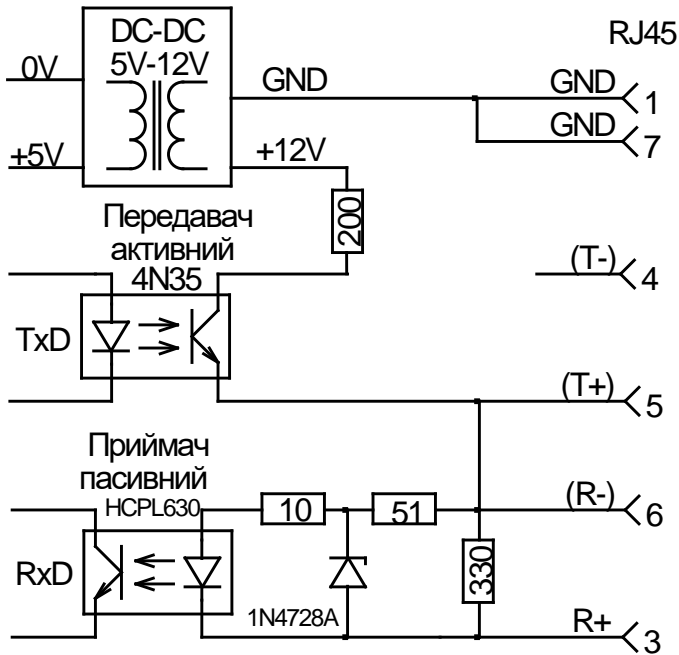 DC-DC
5V-12V
RJ45
0V
GND
GND
1
GND
7
+5V
+12V
200
Передавач
активний
4N35
(T-)
4
TxD
(T+)
5
Приймач
пасивний
HCPL630
10
51
(R-)
6
RxD
330
1N4728A
R+
3